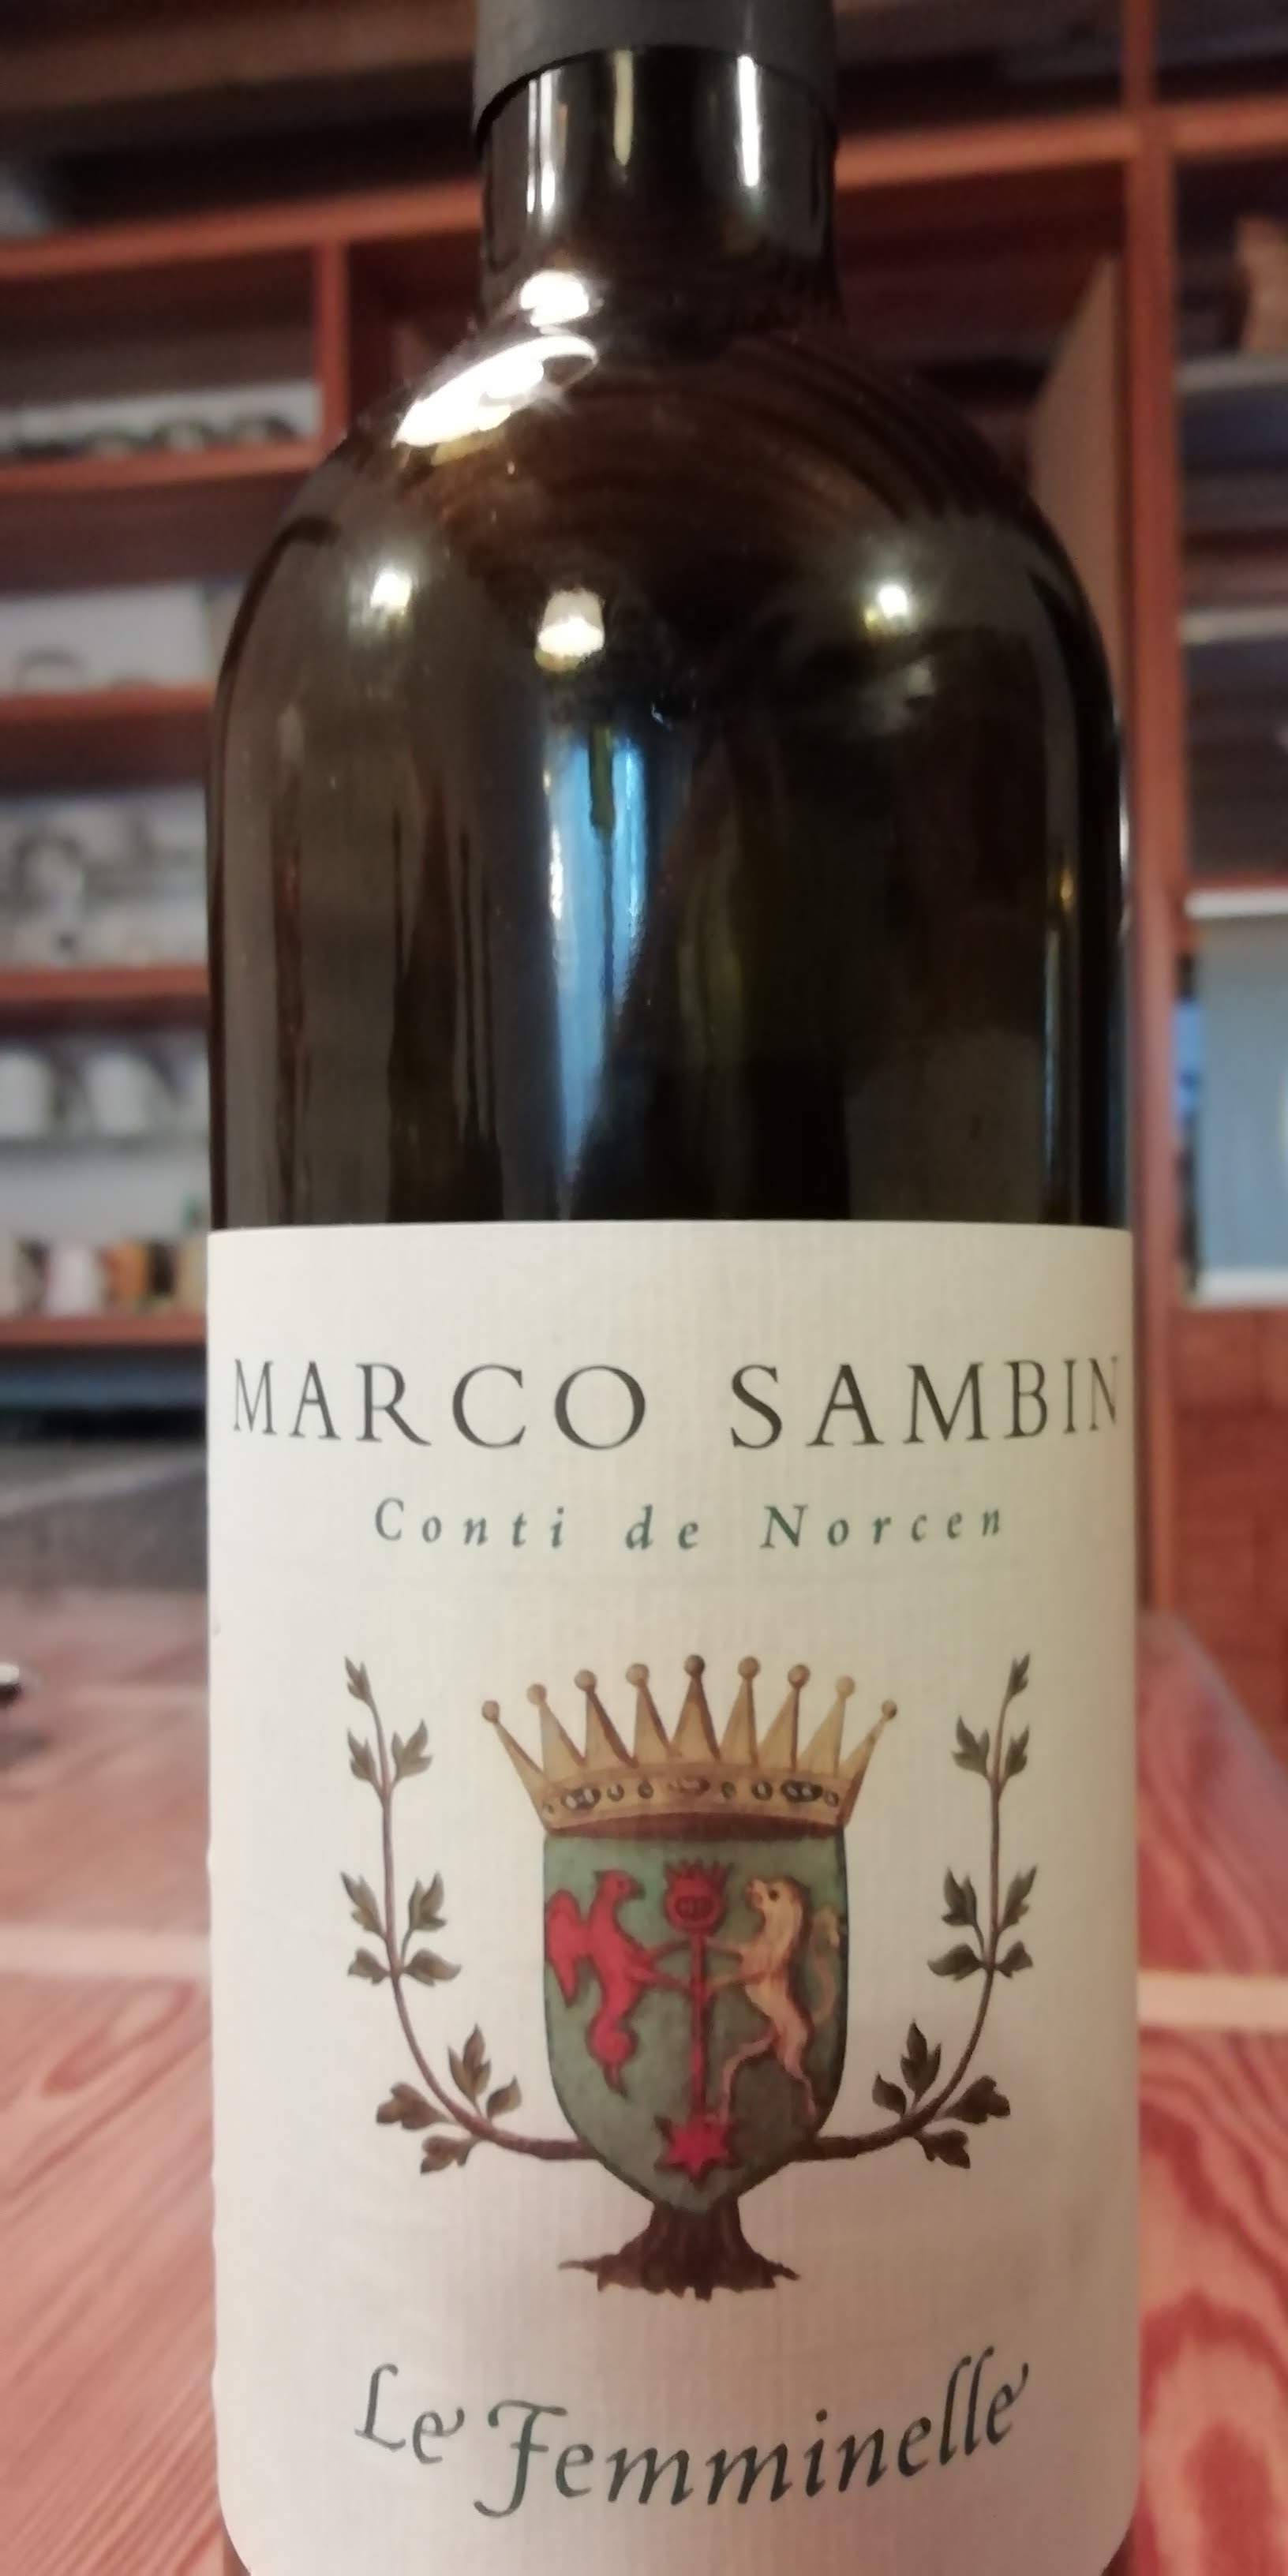 MARCO SAMBIN
Conti de Norcen
Le Femminelle